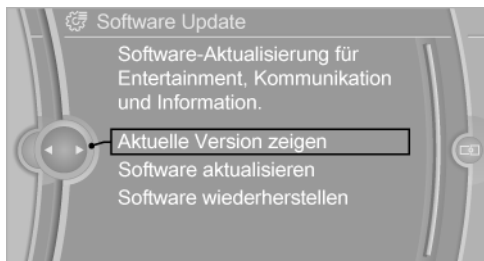 Software Update
Software-Aktualisierung für
Entertainment, Kommunikation
und Information.
Aktuelle Version zeigen
Software aktualisieren
Software wiederherstellen